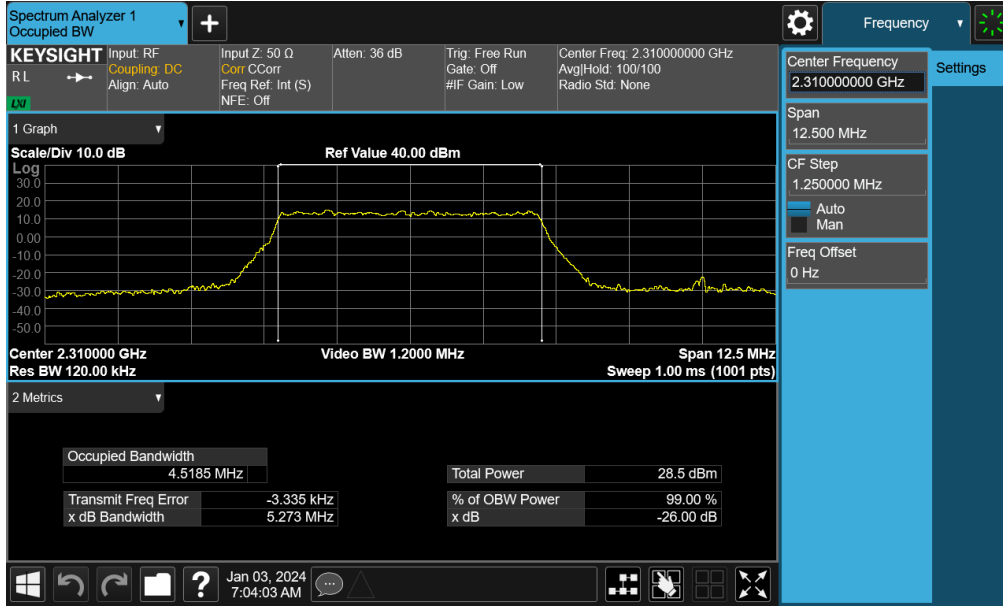 Spectrum Analyzer 1
Occupied BW
Frequency
KEYSIGHT
RL
LXI
Input: RF
Coupling: DC
Align: Auto
Input Z: 50 Ω
Corr CCorr
Freq Ref: Int (S)
NFE: Off
Atten: 36 dB
Trig: Free Run
Gate: Off
#IF Gain: Low
Center Freq: 2.310000000 GHz
Avg|Hold: 100/100
Radio Std: None
Center Frequency
2.310000000 GHz
Settings
Span
12.500 MHz
CF Step
1.250000 MHz
Auto
Man
Freq Offset
0 Hz
1 Graph
Scale/Div 10.0 dB
Ref Value 40.00 dBm
Log
30.0
20.0
10.0
0.00
-10.0
-20.0
-30.0
-40.0
-50.0
Center 2.310000 GHz
Video BW 1.2000 MHz
Span 12.5 MHz
Res BW 120.00 kHz
Sweep 1.00 ms (1001 pts)
2 Metrics
Occupied Bandwidth
4.5185 MHz
Total Power
28.5 dBm
Transmit Freq Error
-3.335 kHz
% of OBW Power
99.00 %
x dB Bandwidth
5.273 MHz
x dB
-26.00 dB
?
Jan 03, 2024
7:04:03 AM